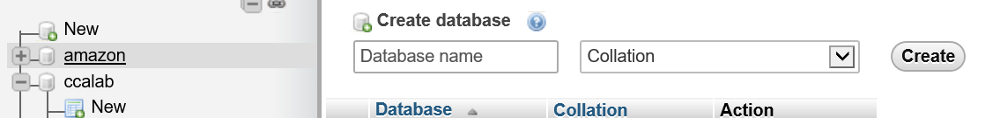 New
amazon
ccalab
New
Create database
Database name
Collation
Create
Database Collation Action